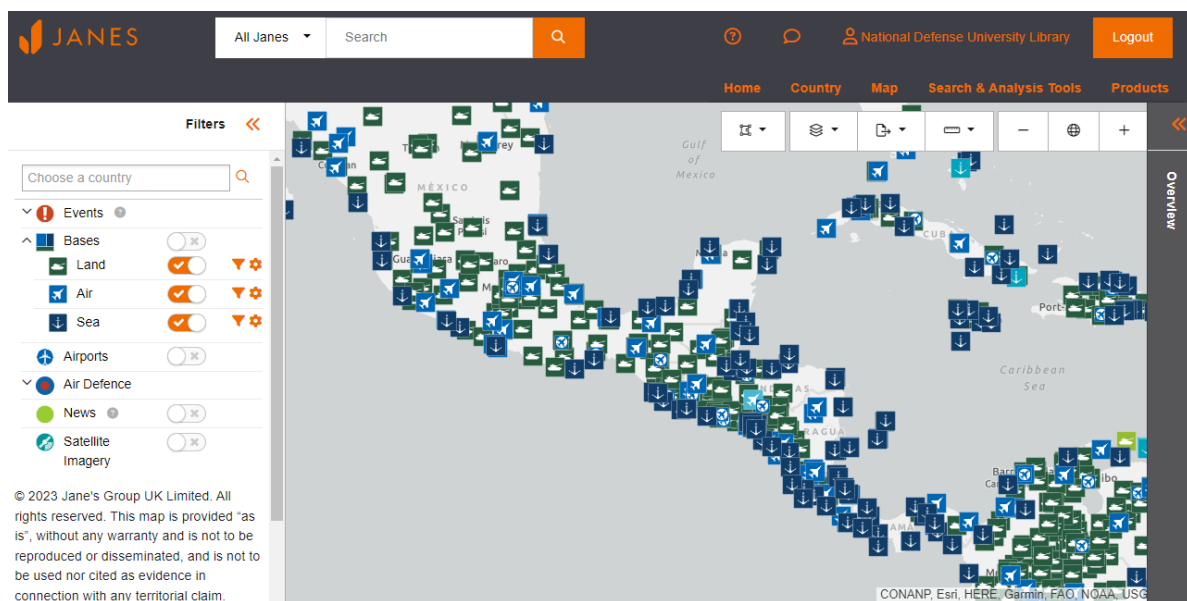 JANES
All Janes
Search
National Defense University Library
Logout
Home Country Map Search & Analysis Tools Products
Filters
Choose a country
Events
Bases
Land
Air
Sea
Airports
Air Defence
News
Satellite
Imagery
© 2023 Jane's Group UK Limited. All
rights reserved. This map is provided “as
is”, without any warranty and is not to be
reproduced or disseminated, and is not to
be used nor cited as evidence in
connection with any territorial claim.
Gulf
of
Mexico
MÉXICO
CUBA
Port-
Caribbean
Sea
RAGUA
Overview
CONANP, Esri, HERE, Garmin, FAO, NOAA, USG